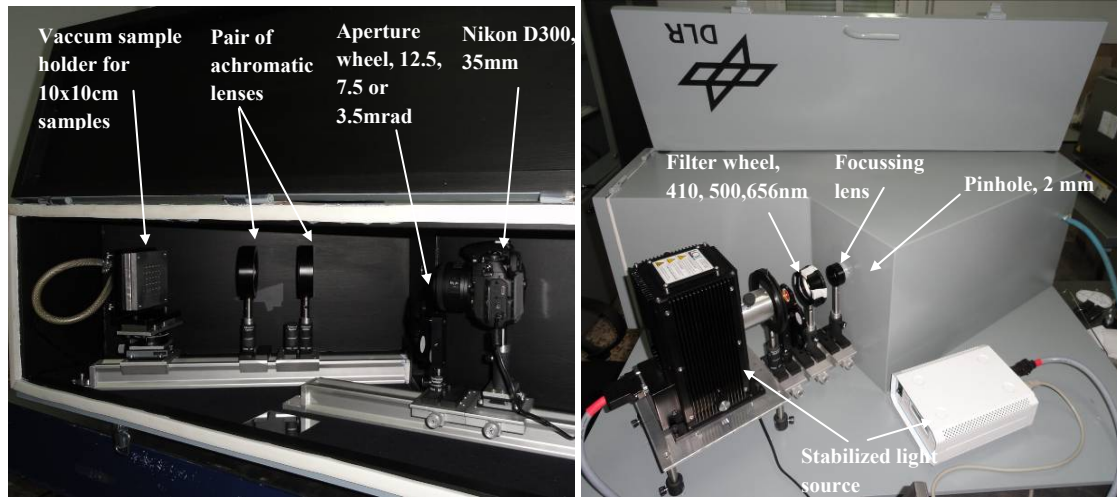 Vaccum sample
holder for
10x10cm
samples
Pair of
achromatic
lenses
Aperture
wheel, 12.5,
7.5 or
3.5mrad
Nikon D300,
35mm
DLR
Filter wheel,
410, 500,656nm
Focussing
lens
Pinhole, 2 mm
Stabilized light
source